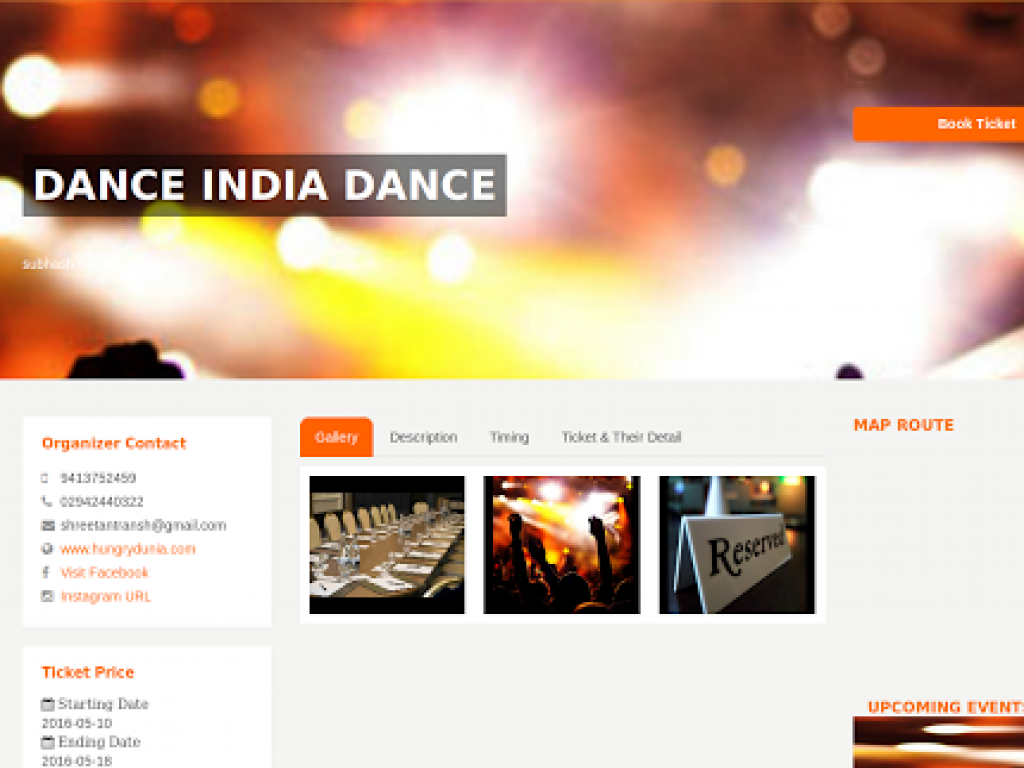 Book Ticket
DANCE INDIA DANCE
Organizer Contact
9413752459
02942440322
shreetantransh@gmail.com
www.hungrydunia.com
Visit Facebook
Instagram URL
Ticket Price
Starting Date
2016-05-10
Ending Date
2016-05-18
Gallery Description Timing Ticket & Their Detail
Reserved
MAP ROUTE
UPCOMING EVENTS